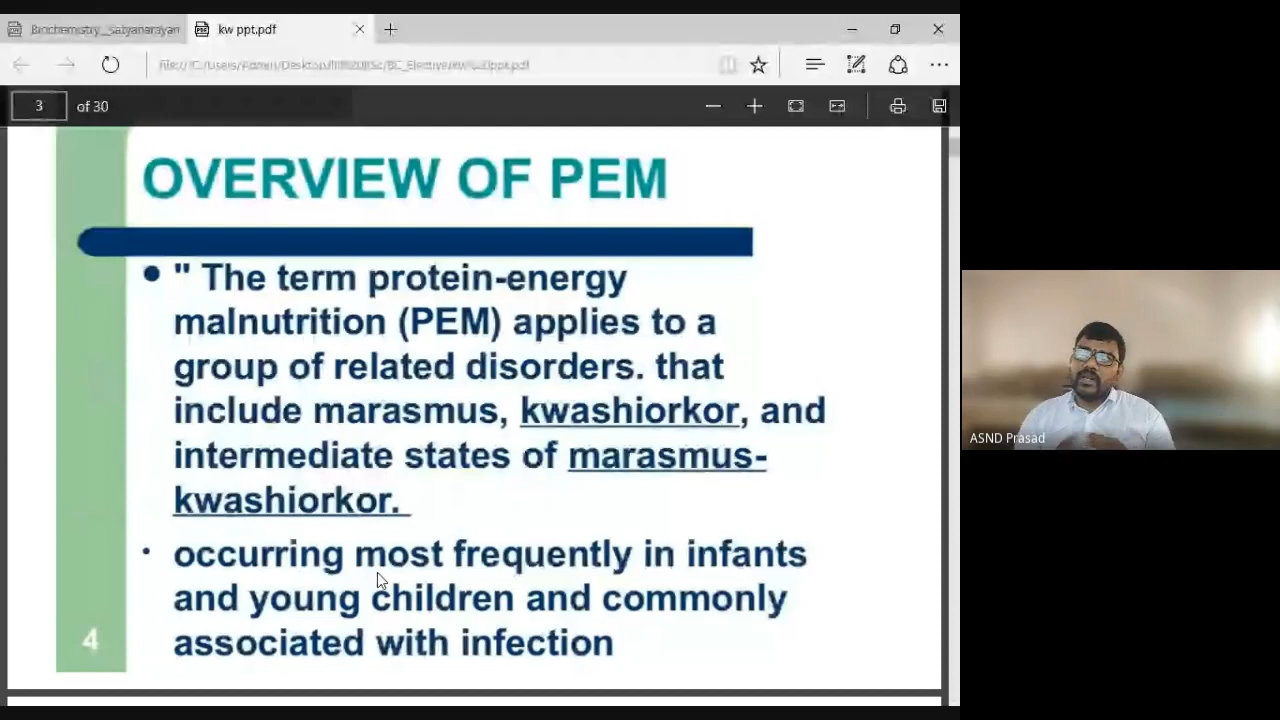 Biochemistry_Satyanarayan
kw ppt.pdf
3 of 30
OVERVIEW OF PEM
" The term protein-energy
malnutrition (PEM) applies to a
group of related disorders. that
include marasmus, kwashiorkor, and
intermediate states of marasmus-
kwashiorkor.
occurring most frequently in infants
and young children and commonly
associated with infection
4
ASND Prasad